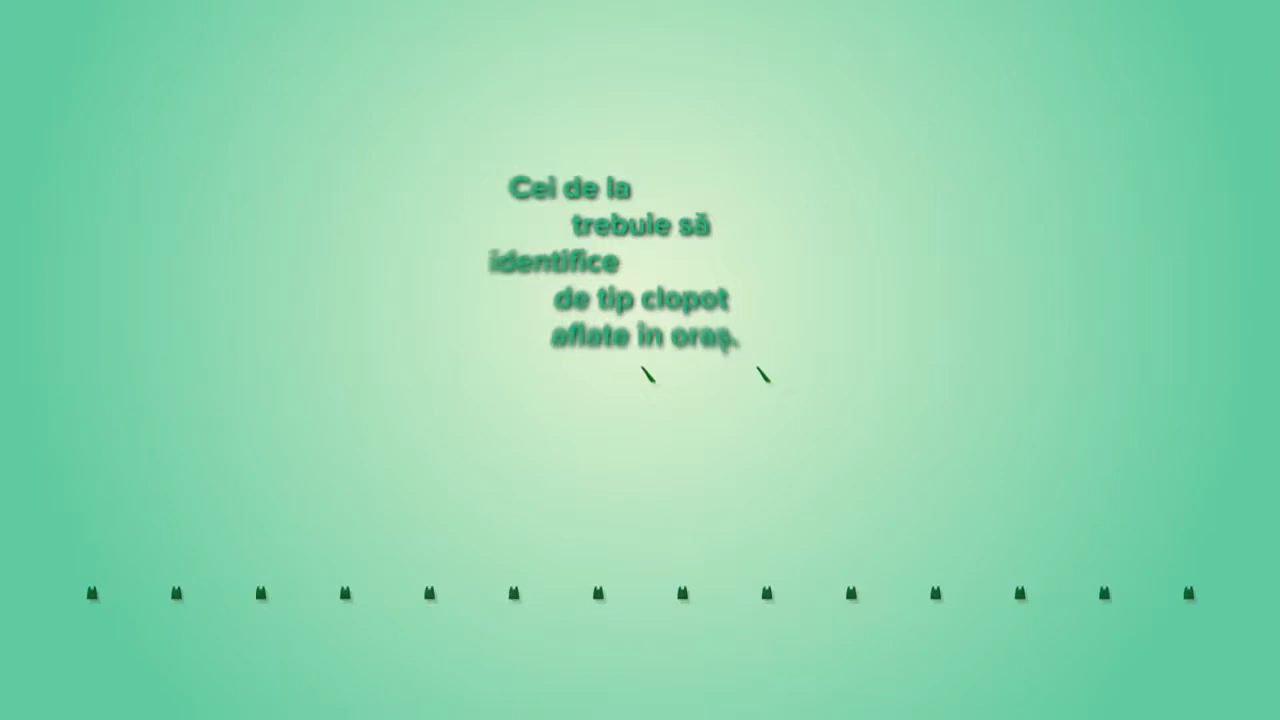 Cei de la
trebuie să
identifice
de tip clopot
aflate în oraș.